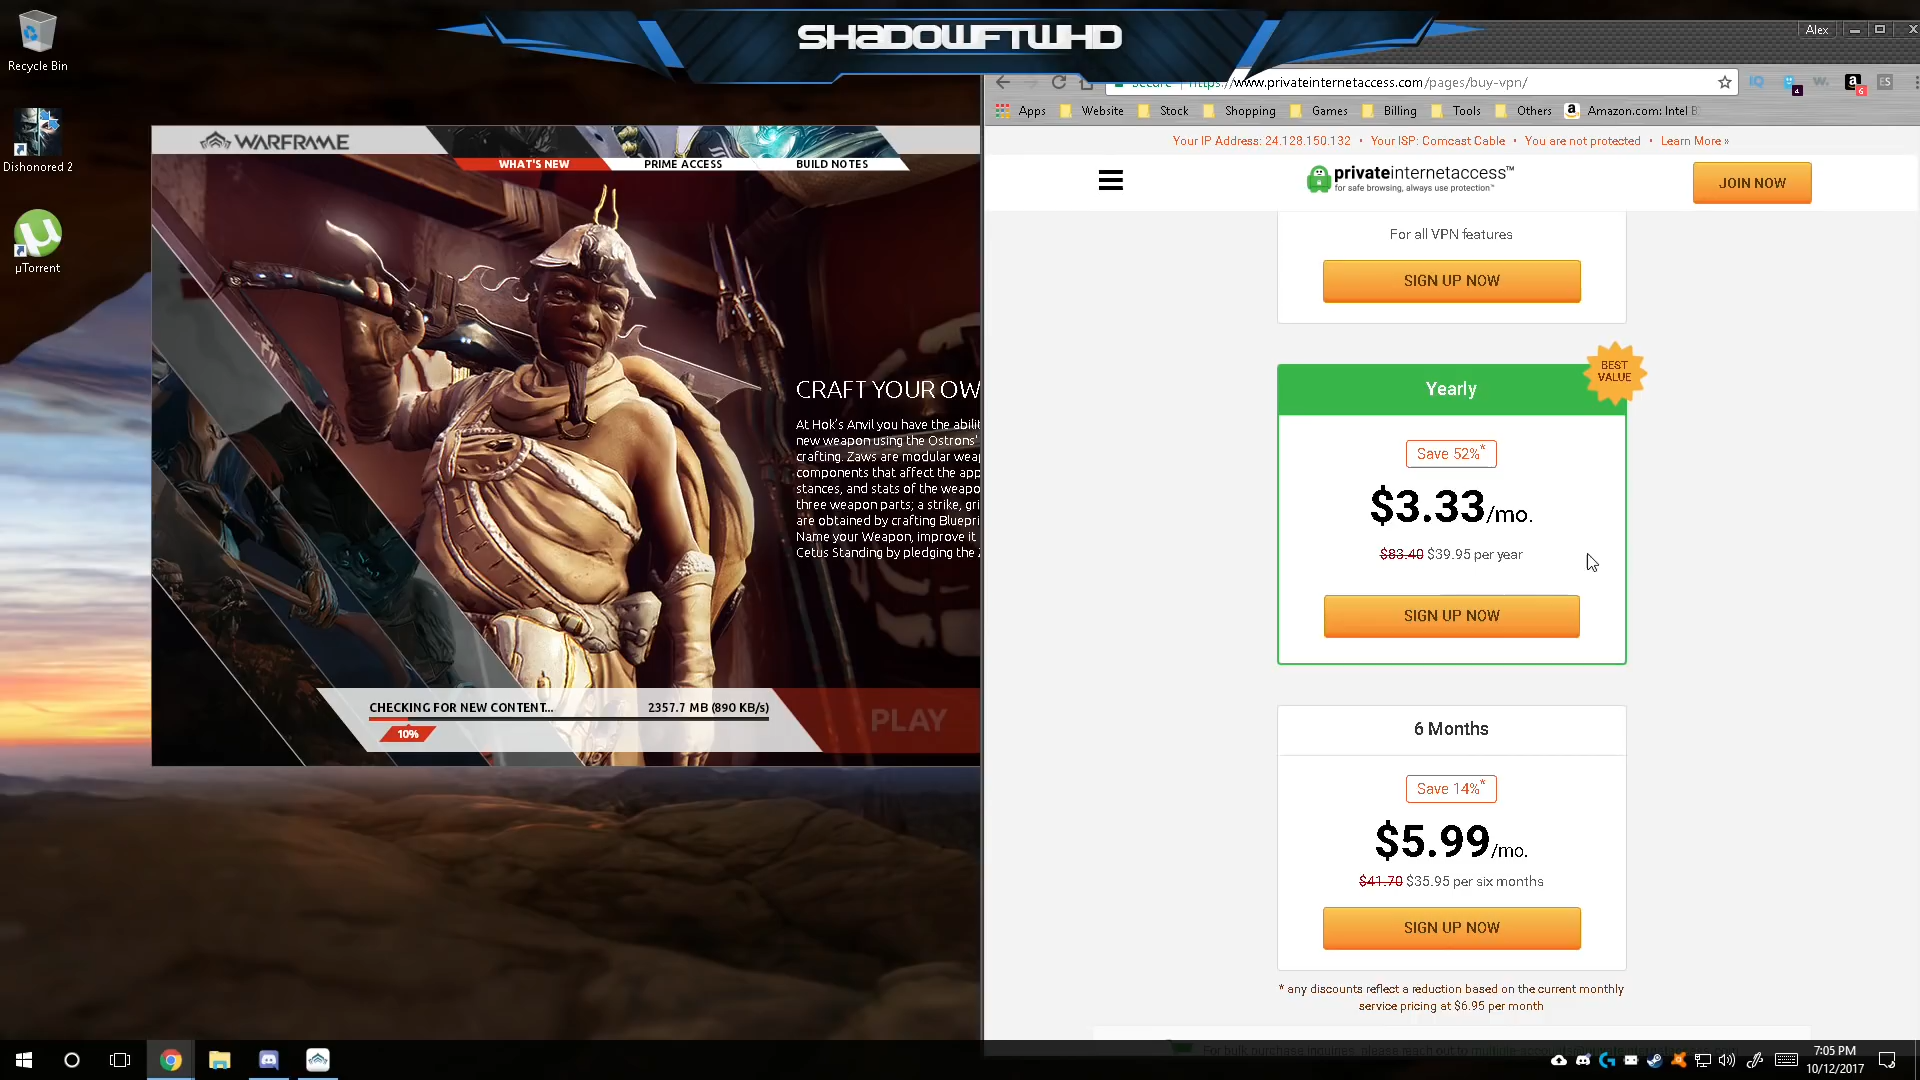 SHADOWFTWHD
Alex
Recycle Bin
https://www.privateinternetaccess.com/pages/buy-vpn/
Apps
Website
Stock
Shopping
Games
Billing
Tools
Others
Amazon.com: Intel
Dishonored 2
µTorrent
WARFRAME
WHAT'S NEW
PRIME ACCESS
BUILD NOTES
CRAFT YOUR OW
At Hok's Anvil you have the abilit
new weapon using the Ostrons'
crafting. Zaws are modular weap
components that affect the app
stances, and stats of the weapo
three weapon parts; a strike, gri
are obtained by crafting Bluepri
Name your Weapon, improve it
Cetus Standing by pledging the
CHECKING FOR NEW CONTENT...
2357.7 MB (890 KB/s)
10%
PLAY
Your IP Address: 24.128.150.132 • Your ISP: Comcast Cable • You are not protected • Learn More »
privateinternetaccess™
for safe browsing, always use protection™
JOIN NOW
For all VPN features
SIGN UP NOW
BEST
VALUE
Yearly
Save 52%*
$3.33/mo.
$83.40 $39.95 per year
SIGN UP NOW
6 Months
Save 14%*
$5.99/mo.
$41.70 $35.95 per six months
SIGN UP NOW
* any discounts reflect a reduction based on the current monthly
service pricing at $6.95 per month
7:05 PM
10/12/2017